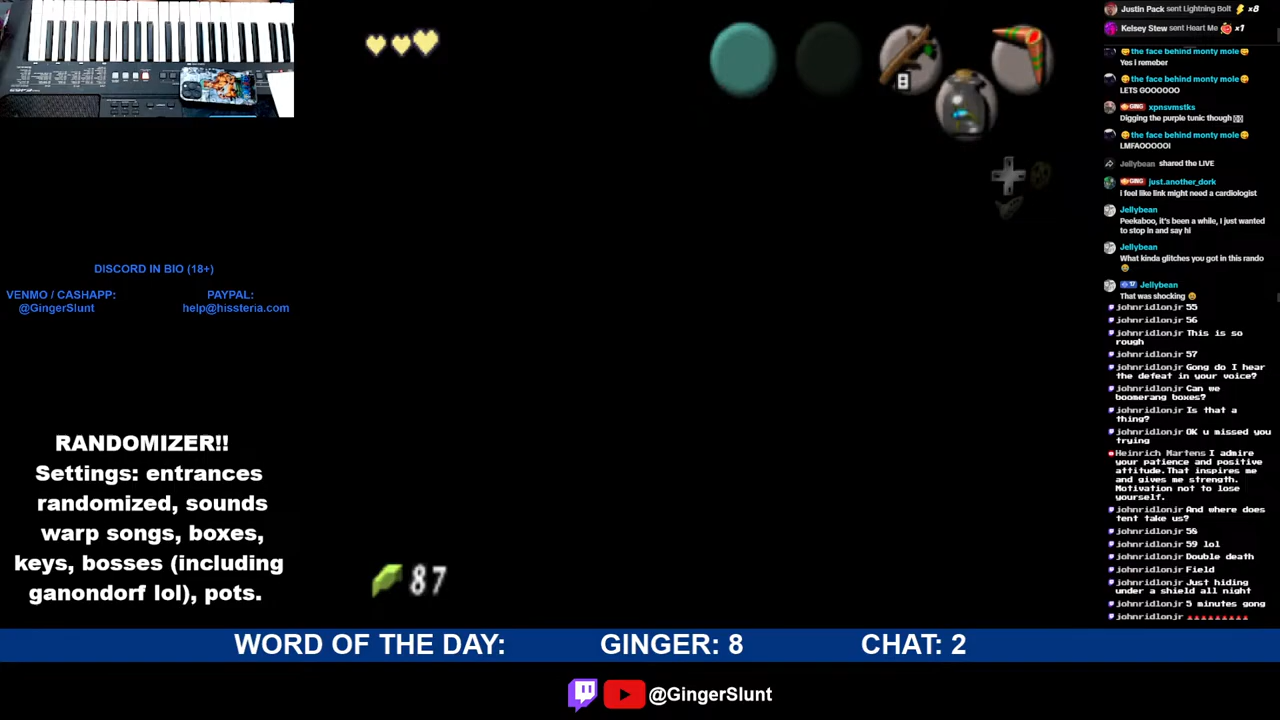 8
87
DISCORD IN BIO (18+)
VENMO / CASHAPP:
@GingerSlunt
PAYPAL:
help@hissteria.com
RANDOMIZER!!
Settings: entrances
randomized, sounds
warp songs, boxes,
keys, bosses (including
ganondorf lol), pots.
WORD OF THE DAY:
GINGER: 8
CHAT: 2
@GingerSlunt
Justin Pack sent Lightning Bolt x8
Kelsey Stew sent Heart Me x1
the face behind monty mole
Yes i remeber
the face behind monty mole
LETS GOOOOOO
GING xpnsvmstks
Digging the purple tunic though
the face behind monty mole
LMFAOOOOOI
Jellybean shared the LIVE
GING just.another_dork
i feel like link might need a cardiologist
Jellybean
Peekaboo, it's been a while, I just wanted
to stop in and say hi
Jellybean
What kinda glitches you got in this rando
Jellybean
That was shocking
johnridlonjr 55
johnridlonjr 56
johnridlonjr This is so
rough
johnridlonjr 57
johnridlonjr Gong do I hear
the defeat in your voice?
johnridlonjr Can we
boomerang boxes?
johnridlonjr Is that a
thing?
johnridlonjr OK u missed you
trying
Heinrich Martens I admire
your patience and positive
attitude.That inspires me
and gives me strength.
Motivation not to lose
yourself.
johnridlonjr And where does
tent take us?
johnridlonjr 58
johnridlonjr 59 lol
johnridlonjr Double death
johnridlonjr Field
johnridlonjr Just hiding
under a shield all night
johnridlonjr 5 minutes gong
johnridlonjr